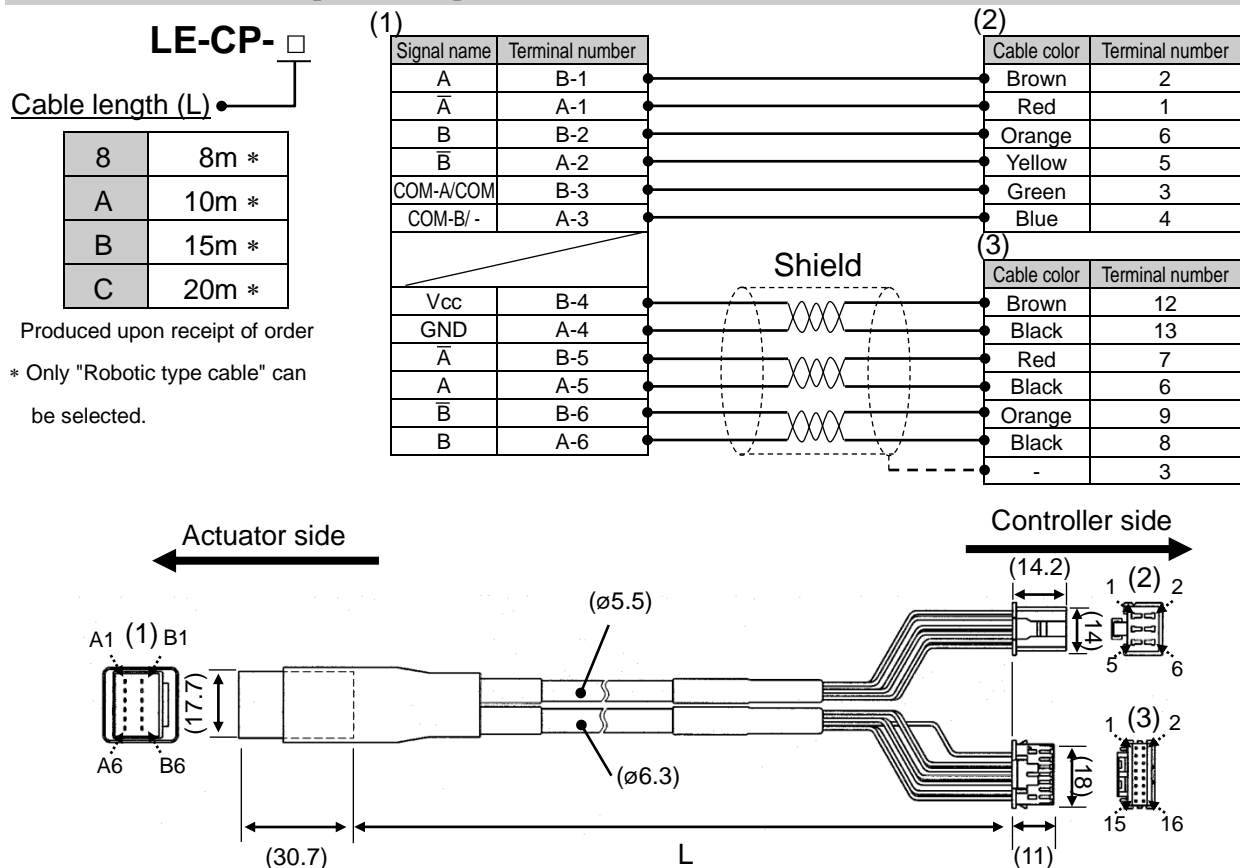 LE-CP- □
Cable length (L)
8 8m *
A 10m *
B 15m *
C 20m *
Produced upon receipt of order
* Only "Robotic type cable" can
be selected.
(1)
Signal name Terminal number
A B-1
A̅ A-1
B B-2
B̅ A-2
COM-A/COM B-3
COM-B/ - A-3
Vcc B-4
GND A-4
A̅ B-5
A A-5
B̅ B-6
B A-6
Shield
(2)
Cable color Terminal number
Brown 2
Red 1
Orange 6
Yellow 5
Green 3
Blue 4
(3)
Cable color Terminal number
Brown 12
Black 13
Red 7
Black 6
Orange 9
Black 8
- 3
Actuator side
Controller side
A1 (1) B1
A6 B6
(17.7)
(30.7)
(ø5.5)
(ø6.3)
L
(14.2)
(14)
1 (2) 2
5 6
(18)
(11)
1 (3) 2
15 16